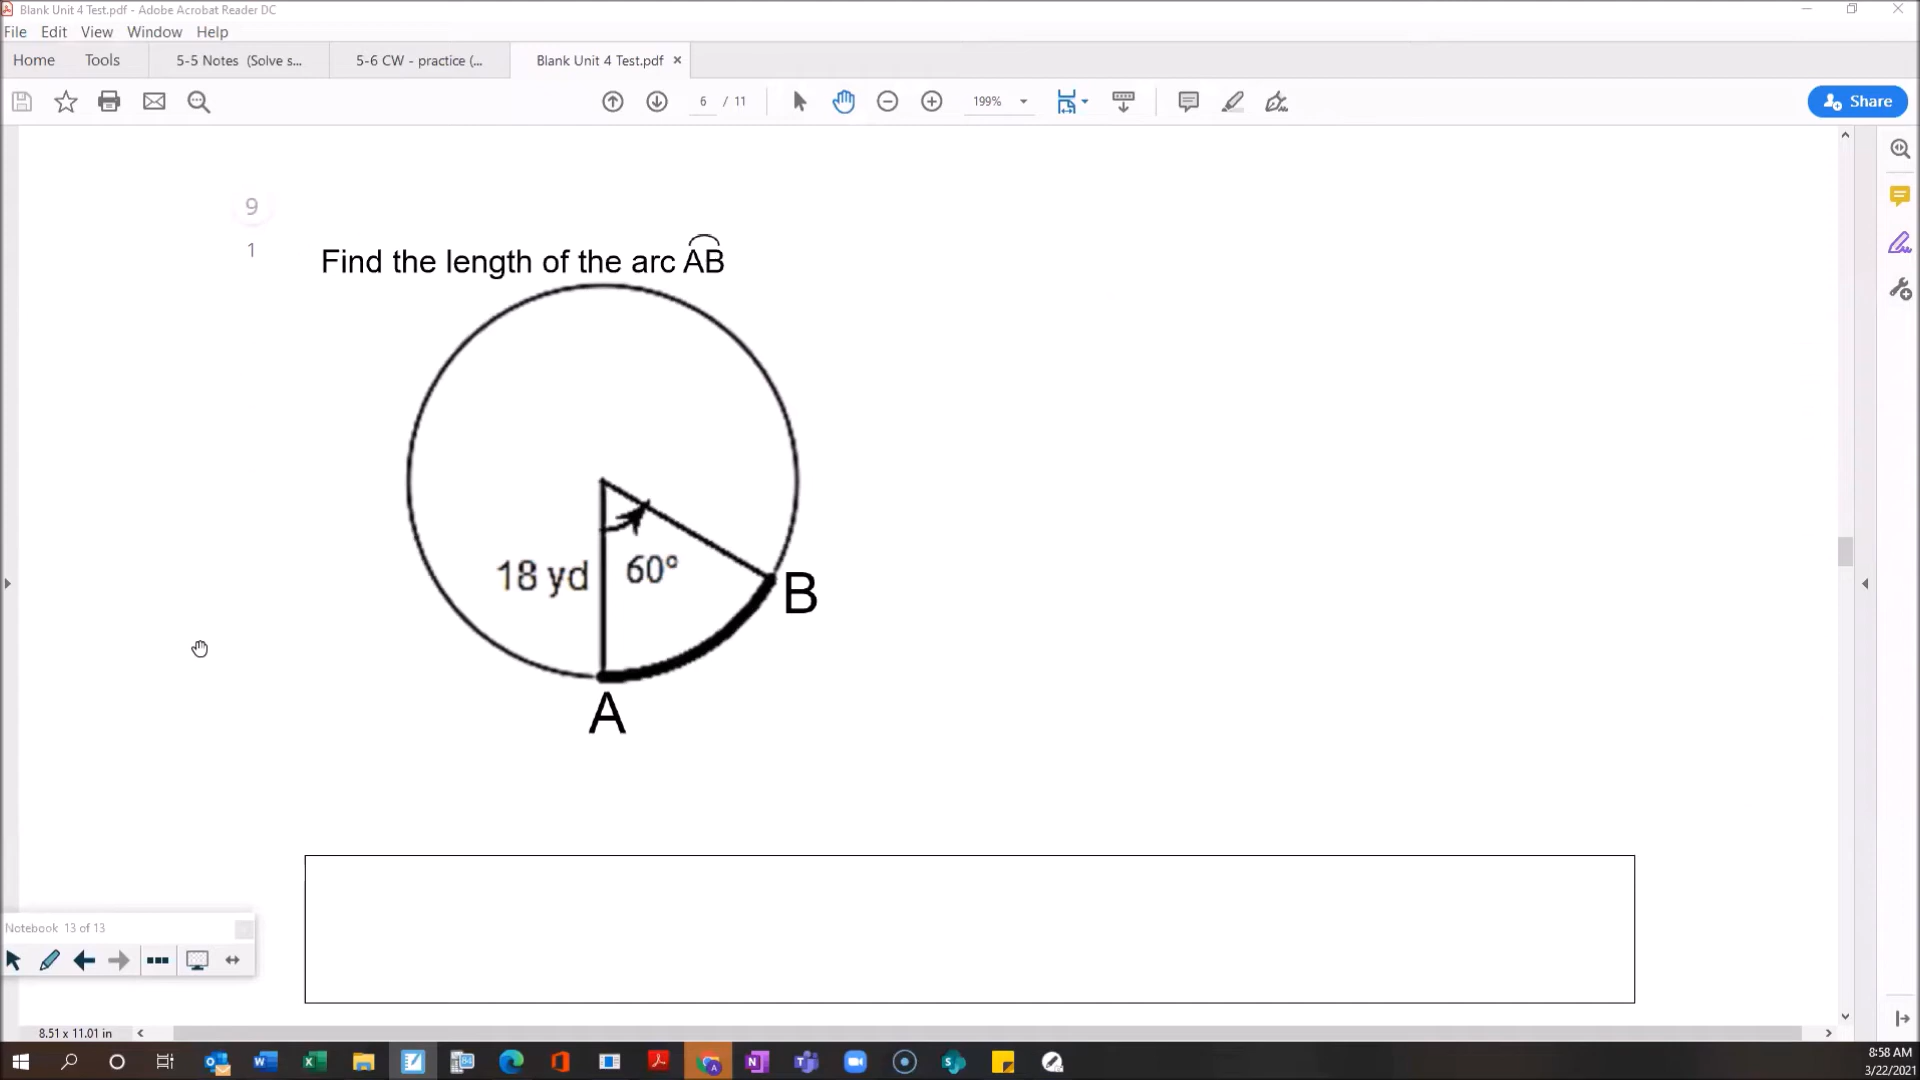 Blank Unit 4 Test.pdf - Adobe Acrobat Reader DC
File Edit View Window Help
Home Tools 5-5 Notes (Solve s... 5-6 CW - practice (... Blank Unit 4 Test.pdf ×
6 / 11 199% Share
9
1
Find the length of the arc AB
18 yd 60º
B
A
Notebook 13 of 13
8.51 x 11.01 in
8:58 AM
3/22/2021